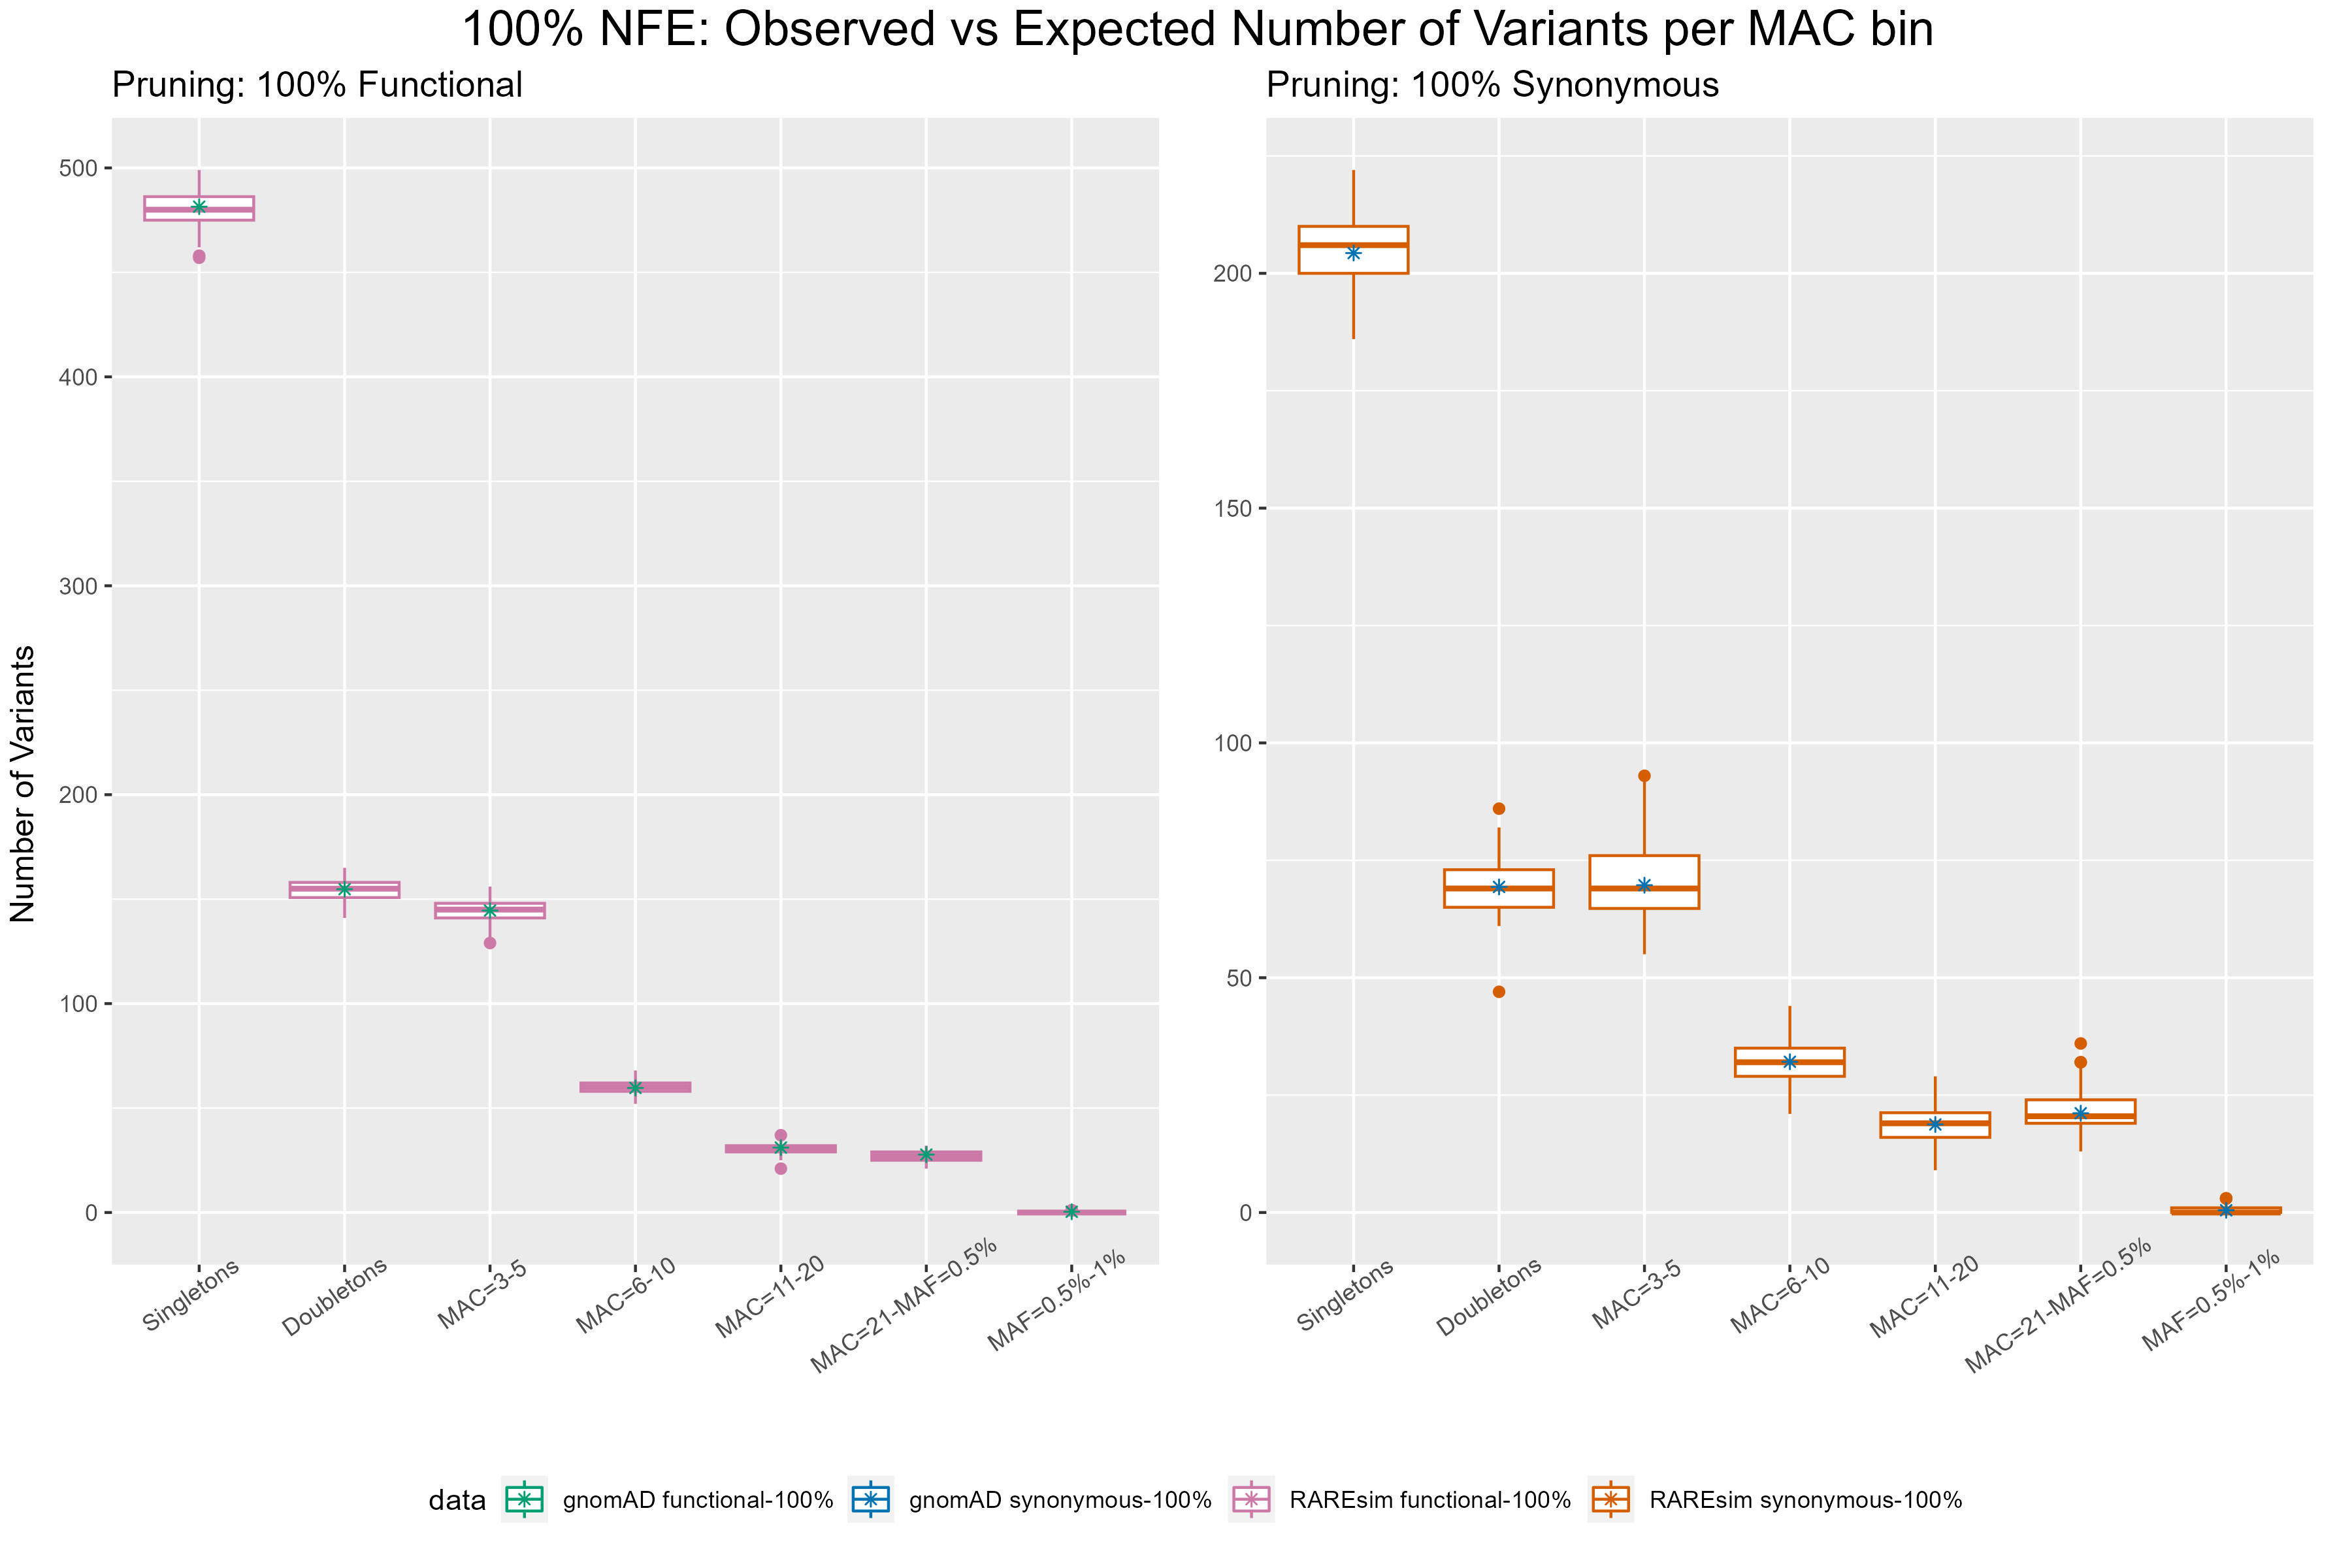 100% NFE: Observed vs Expected Number of Variants per MAC bin
Pruning: 100% Functional
Number of Variants
500
400
300
200
100
0
Singletons
Doubletons
MAC=3-5
MAC=6-10
MAC=11-20
MAC=21-MAF=0.5%
MAF=0.5%-1%
Pruning: 100% Synonymous
200
150
100
50
0
Singletons
Doubletons
MAC=3-5
MAC=6-10
MAC=11-20
MAC=21-MAF=0.5%
MAF=0.5%-1%
data gnomAD functional-100% gnomAD synonymous-100% RAREsim functional-100% RAREsim synonymous-100%